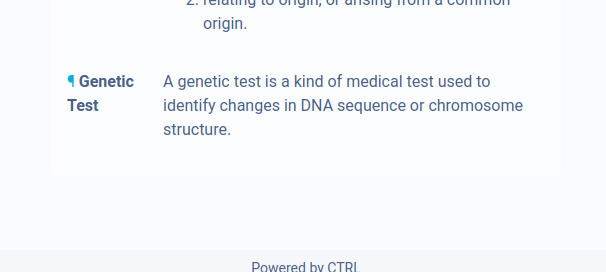 2. relating to origin, or arising from a common
origin.
¶ Genetic Test
A genetic test is a kind of medical test used to
identify changes in DNA sequence or chromosome
structure.
Powered by CTRL